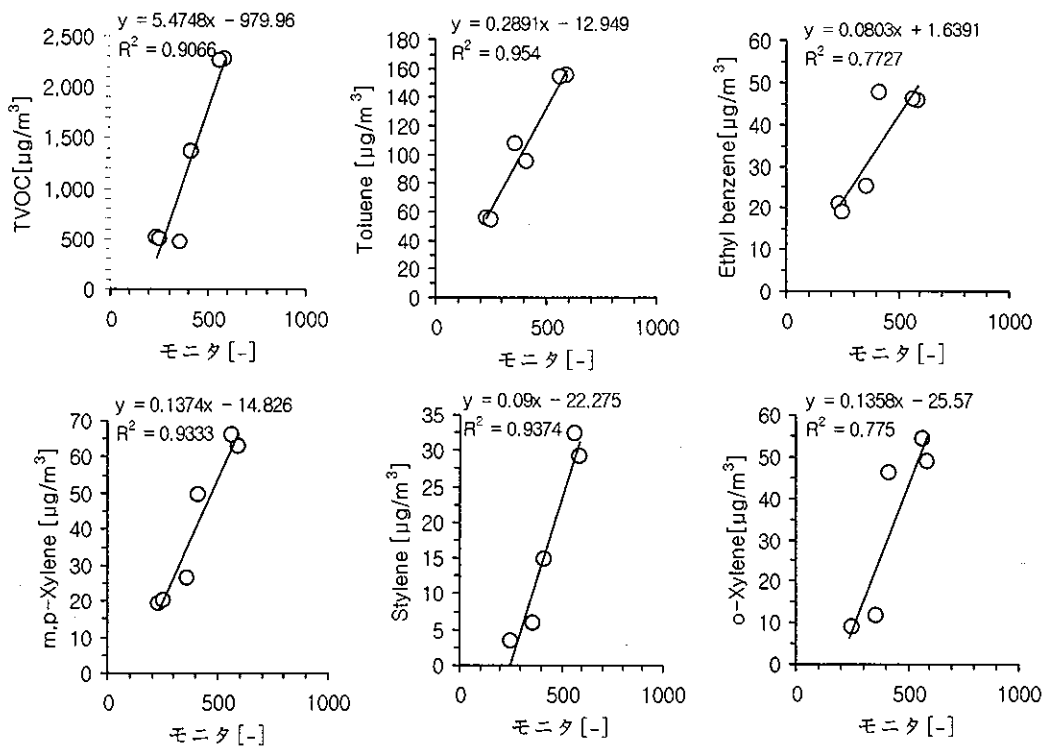 y = 5.4748x − 979.96
R² = 0.9066
TVOC[µg/m³]
2,500
2,000
1,500
1,000
500
0
0 500 1000
モニタ [-]
y = 0.2891x − 12.949
R² = 0.954
Toluene [µg/m³]
180
160
140
120
100
80
60
40
20
0
0 500 1000
モニタ [-]
y = 0.0803x + 1.6391
R² = 0.7727
Ethyl benzene[µg/m³]
60
50
40
30
20
10
0
0 500 1000
モニタ [-]
y = 0.1374x − 14.826
R² = 0.9333
m,p-Xylene [µg/m³]
70
60
50
40
30
20
10
0
0 500 1000
モニタ [-]
y = 0.09x − 22.275
R² = 0.9374
Stylene [µg/m³]
35
30
25
20
15
10
5
0
0 500 1000
モニタ [-]
y = 0.1358x − 25.57
R² = 0.775
o-Xylene[µg/m³]
60
50
40
30
20
10
0
0 500 1000
モニタ [-]